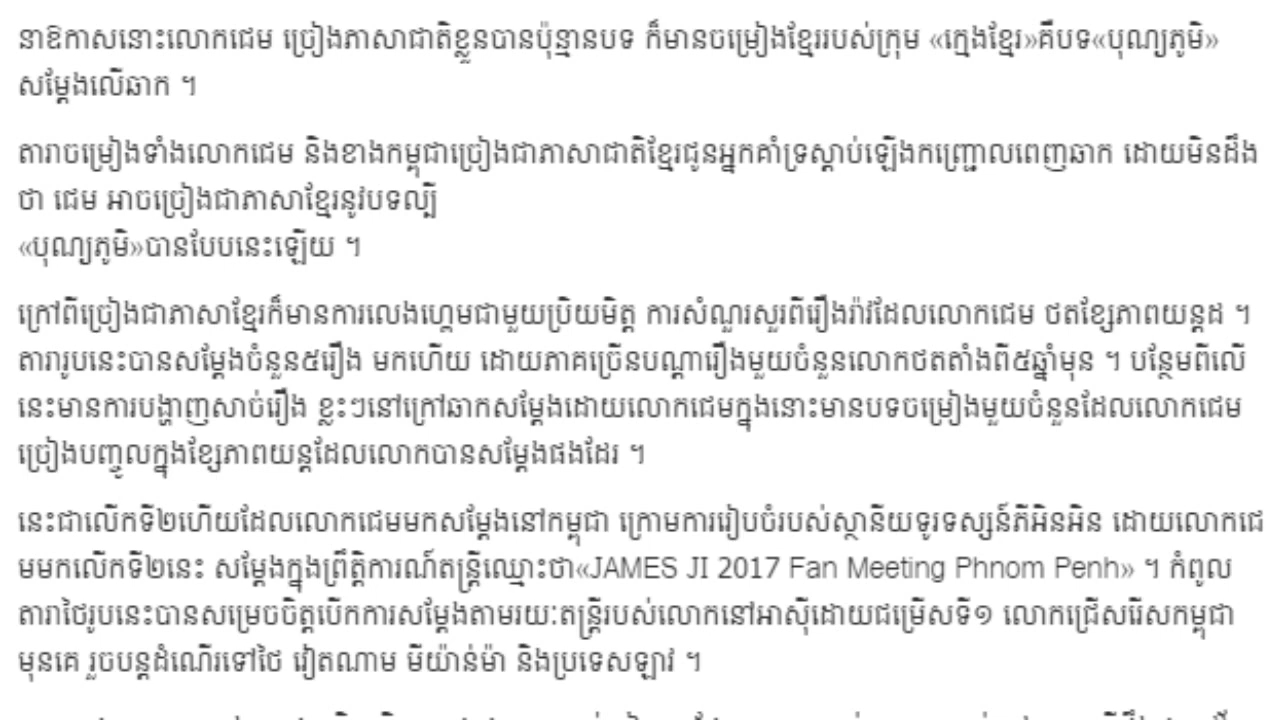 នាឱកាសនោះលោកជេម ច្រៀងភាសាជាតិខ្លួនបានប៉ុន្មានបទ ក៏មានចម្រៀងខ្មែររបស់ក្រុម «ក្មេងខ្មែរ»គឺបទ«បុណ្យភូមិ»
សម្តែងលើឆាក ។
តារាចម្រៀងទាំងលោកជេម និងខាងកម្ពុជាច្រៀងជាភាសាជាតិខ្មែរជូនអ្នកគាំទ្រស្តាប់ឡើងកញ្ជ្រោលពេញឆាក ដោយមិនដឹង
ថា ជេម អាចច្រៀងជាភាសាខ្មែរនូវបទល្បី
«បុណ្យភូមិ»បានបែបនេះឡើយ ។
ក្រៅពីច្រៀងជាភាសាខ្មែរក៏មានការលេងហ្គេមជាមួយប្រិយមិត្ត ការសំណួរសួរពីរឿងរ៉ាវដែលលោកជេម ថតខ្សែភាពយន្តដ ។
តារារូបនេះបានសម្តែងចំនួន៥រឿង មកហើយ ដោយភាគច្រើនបណ្តារឿងមួយចំនួនលោកថតតាំងពី៥ឆ្នាំមុន ។ បន្ថែមពីលើ
នេះមានការបង្ហាញសាច់រឿង ខ្លះៗនៅក្រៅឆាកសម្តែងដោយលោកជេមក្នុងនោះមានបទចម្រៀងមួយចំនួនដែលលោកជេម
ច្រៀងបញ្ចូលក្នុងខ្សែភាពយន្តដែលលោកបានសម្តែងផងដែរ ។
នេះជាលើកទី២ហើយដែលលោកជេមមកសម្តែងនៅកម្ពុជា ក្រោមការរៀបចំរបស់ស្ថានីយទូរទស្សន៍ភីអិនអិន ដោយលោកជេ
មមកលើកទី២នេះ សម្តែងក្នុងព្រឹត្តិការណ៍តន្ត្រីឈ្មោះថា«JAMES JI 2017 Fan Meeting Phnom Penh» ។ កំពូល
តារាថៃរូបនេះបានសម្រេចចិត្តបើកការសម្តែងតាមរយៈតន្ត្រីរបស់លោកនៅអាស៊ីដោយជម្រើសទី១ លោកជ្រើសរើសកម្ពុជា
មុនគេ រួចបន្តដំណើរទៅថៃ វៀតណាម មីយ៉ាន់ម៉ា និងប្រទេសឡាវ ។